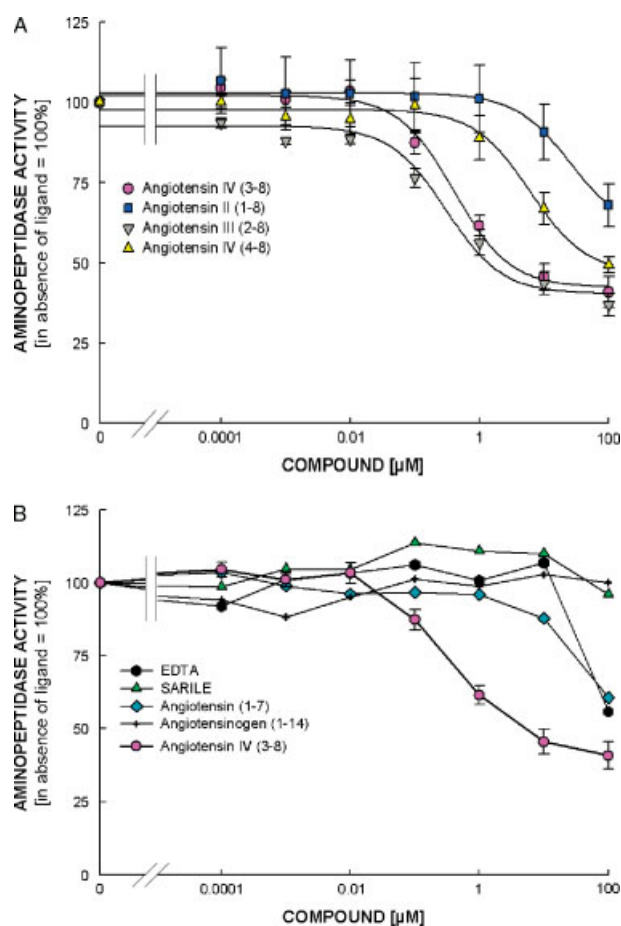 A
AMINOPEPTIDASE ACTIVITY
[in absence of ligand = 100%]
125
100
75
50
25
0
Angiotensin IV (3-8)
Angiotensin II (1-8)
Angiotensin III (2-8)
Angiotensin IV (4-8)
0 0.0001 0.01 1 100
COMPOUND [µM]
B
AMINOPEPTIDASE ACTIVITY
[in absence of ligand = 100%]
125
100
75
50
25
0
EDTA
SARILE
Angiotensin (1-7)
Angiotensinogen (1-14)
Angiotensin IV (3-8)
0 0.0001 0.01 1 100
COMPOUND [µM]